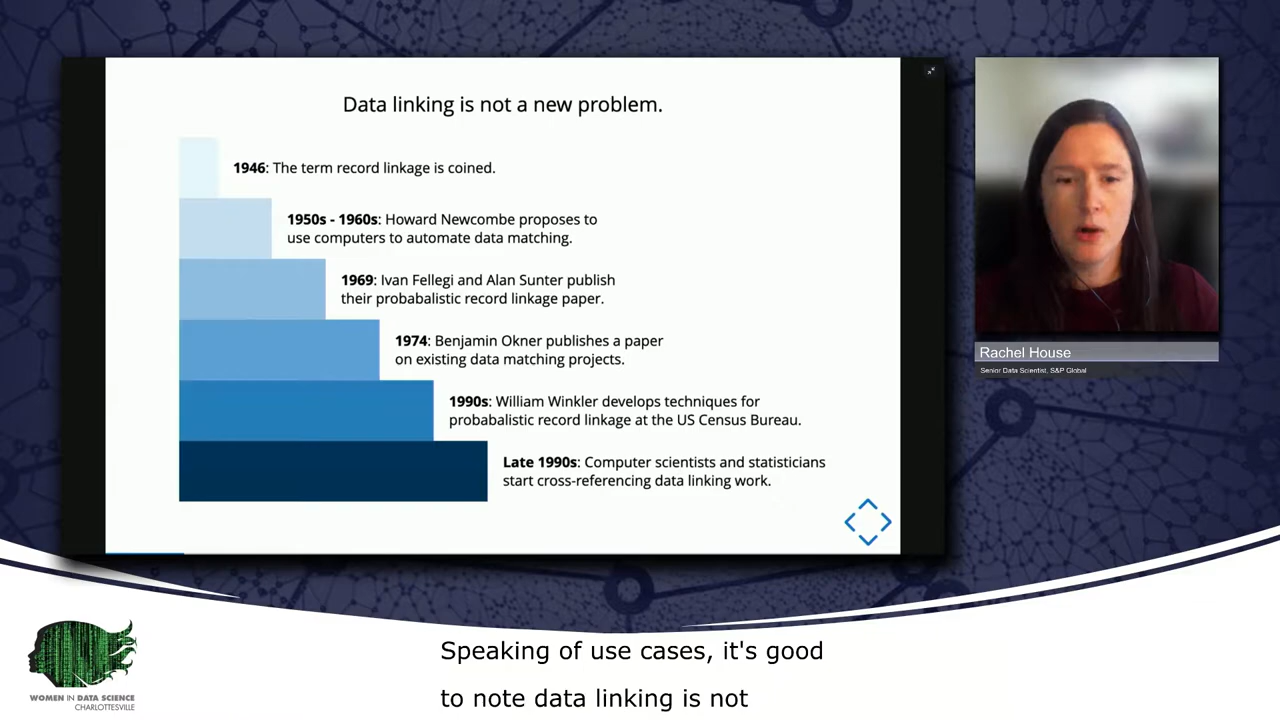 Data linking is not a new problem.
1946: The term record linkage is coined.
1950s - 1960s: Howard Newcombe proposes to
use computers to automate data matching.
1969: Ivan Fellegi and Alan Sunter publish
their probabalistic record linkage paper.
1974: Benjamin Okner publishes a paper
on existing data matching projects.
1990s: William Winkler develops techniques for
probabalistic record linkage at the US Census Bureau.
Late 1990s: Computer scientists and statisticians
start cross-referencing data linking work.
Rachel House
Senior Data Scientist, S&P Global
WOMEN IN DATA SCIENCE
CHARLOTTESVILLE
Speaking of use cases, it's good
to note data linking is not